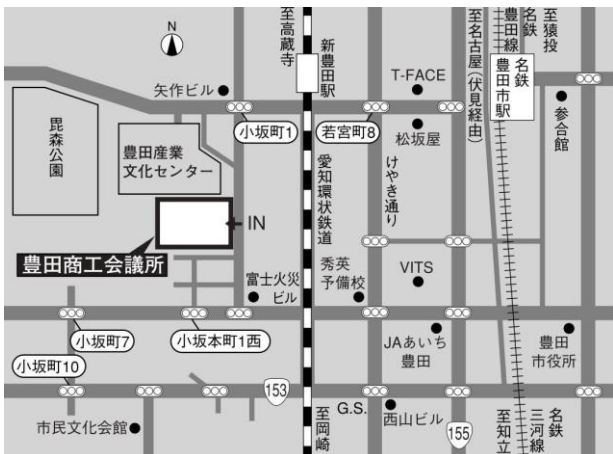 N
至高蔵寺
新豊田駅
矢作ビル
小坂町1
若宮町8
T-FACE
松坂屋
至名古屋(伏見経由)
名鉄
豊田線
至猿投
名鉄
豊田市駅
参合館
毘森公園
豊田産業
文化センター
IN
豊田商工会議所
愛知環状鉄道
けやき通り
富士火災
ビル
秀英
予備校
VITS
小坂町7
小坂本町1西
JAあいち
豊田
豊田
市役所
小坂町10
153
市民文化会館
至岡崎
G.S.
西山ビル
155
至知立
名鉄
三河線